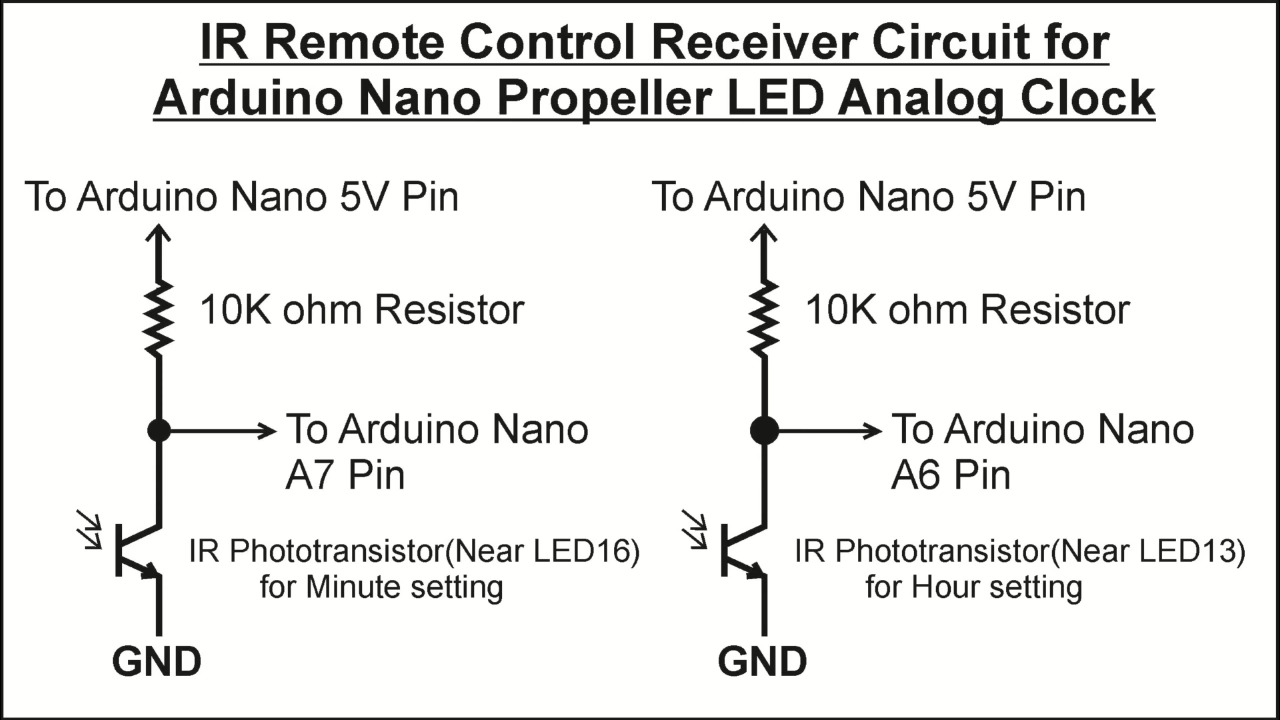 IR Remote Control Receiver Circuit for
Arduino Nano Propeller LED Analog Clock
To Arduino Nano 5V Pin
10K ohm Resistor
To Arduino Nano
A7 Pin
IR Phototransistor(Near LED16)
for Minute setting
GND
To Arduino Nano 5V Pin
10K ohm Resistor
To Arduino Nano
A6 Pin
IR Phototransistor(Near LED13)
for Hour setting
GND